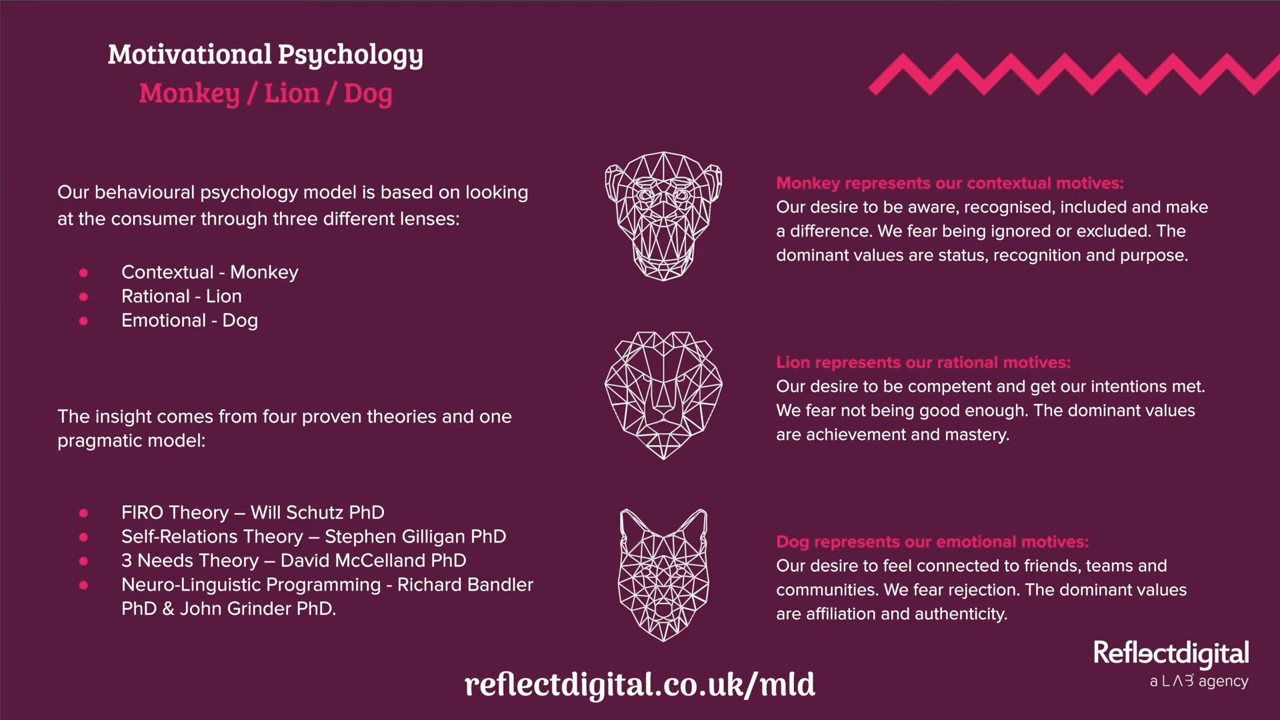 Motivational Psychology
Monkey / Lion / Dog
Our behavioural psychology model is based on looking
at the consumer through three different lenses:
● Contextual - Monkey
● Rational - Lion
● Emotional - Dog
The insight comes from four proven theories and one
pragmatic model:
● FIRO Theory – Will Schutz PhD
● Self-Relations Theory – Stephen Gilligan PhD
● 3 Needs Theory – David McCelland PhD
● Neuro-Linguistic Programming - Richard Bandler
PhD & John Grinder PhD.
Monkey represents our contextual motives:
Our desire to be aware, recognised, included and make
a difference. We fear being ignored or excluded. The
dominant values are status, recognition and purpose.
Lion represents our rational motives:
Our desire to be competent and get our intentions met.
We fear not being good enough. The dominant values
are achievement and mastery.
Dog represents our emotional motives:
Our desire to feel connected to friends, teams and
communities. We fear rejection. The dominant values
are affiliation and authenticity.
reflectdigital.co.uk/mld
Reflectdigital
a LAB agency